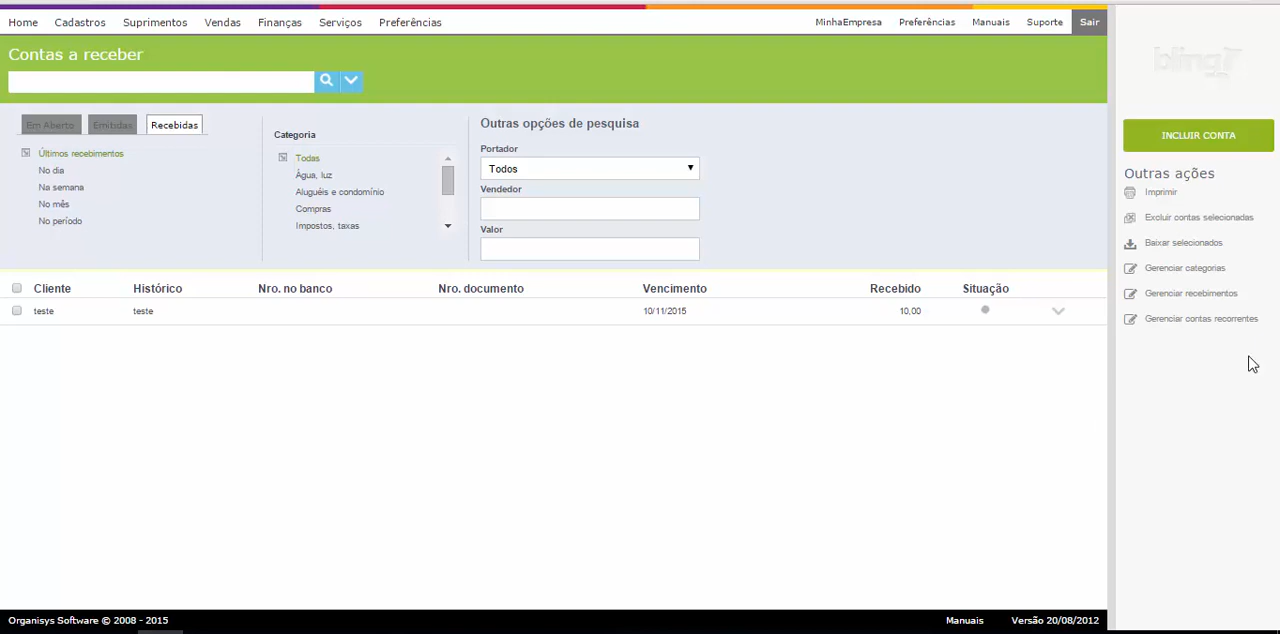 Home Cadastros Suprimentos Vendas Finanças Serviços Preferências MinhaEmpresa Preferências Manuais Suporte Sair
Contas a receber
Em Aberto Emitidas Recebidas
Últimos recebimentos
No dia
Na semana
No mês
No período
Categoria
Todas
Água, luz
Aluguéis e condomínio
Compras
Impostos, taxas
Outras opções de pesquisa
Portador
Todos
Vendedor
Valor
Cliente Histórico Nro. no banco Nro. documento Vencimento Recebido Situação
teste teste 10/11/2015 10,00
bling
INCLUIR CONTA
Outras ações
Imprimir
Excluir contas selecionadas
Baixar selecionados
Gerenciar categorias
Gerenciar recebimentos
Gerenciar contas recorrentes
Organisys Software © 2008 - 2015 Manuais Versão 20/08/2012